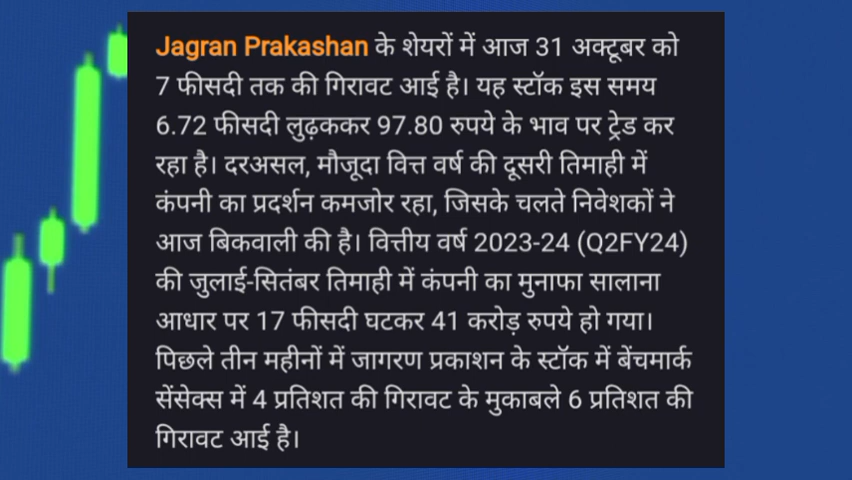 Jagran Prakashan के शेयरों में आज 31 अक्टूबर को
7 फीसदी तक की गिरावट आई है। यह स्टॉक इस समय
6.72 फीसदी लुढ़ककर 97.80 रुपये के भाव पर ट्रेड कर
रहा है। दरअसल, मौजूदा वित्त वर्ष की दूसरी तिमाही में
कंपनी का प्रदर्शन कमजोर रहा, जिसके चलते निवेशकों ने
आज बिकवाली की है। वित्तीय वर्ष 2023-24 (Q2FY24)
की जुलाई-सितंबर तिमाही में कंपनी का मुनाफा सालाना
आधार पर 17 फीसदी घटकर 41 करोड़ रुपये हो गया।
पिछले तीन महीनों में जागरण प्रकाशन के स्टॉक में बेंचमार्क
सेंसेक्स में 4 प्रतिशत की गिरावट के मुकाबले 6 प्रतिशत की
गिरावट आई है।